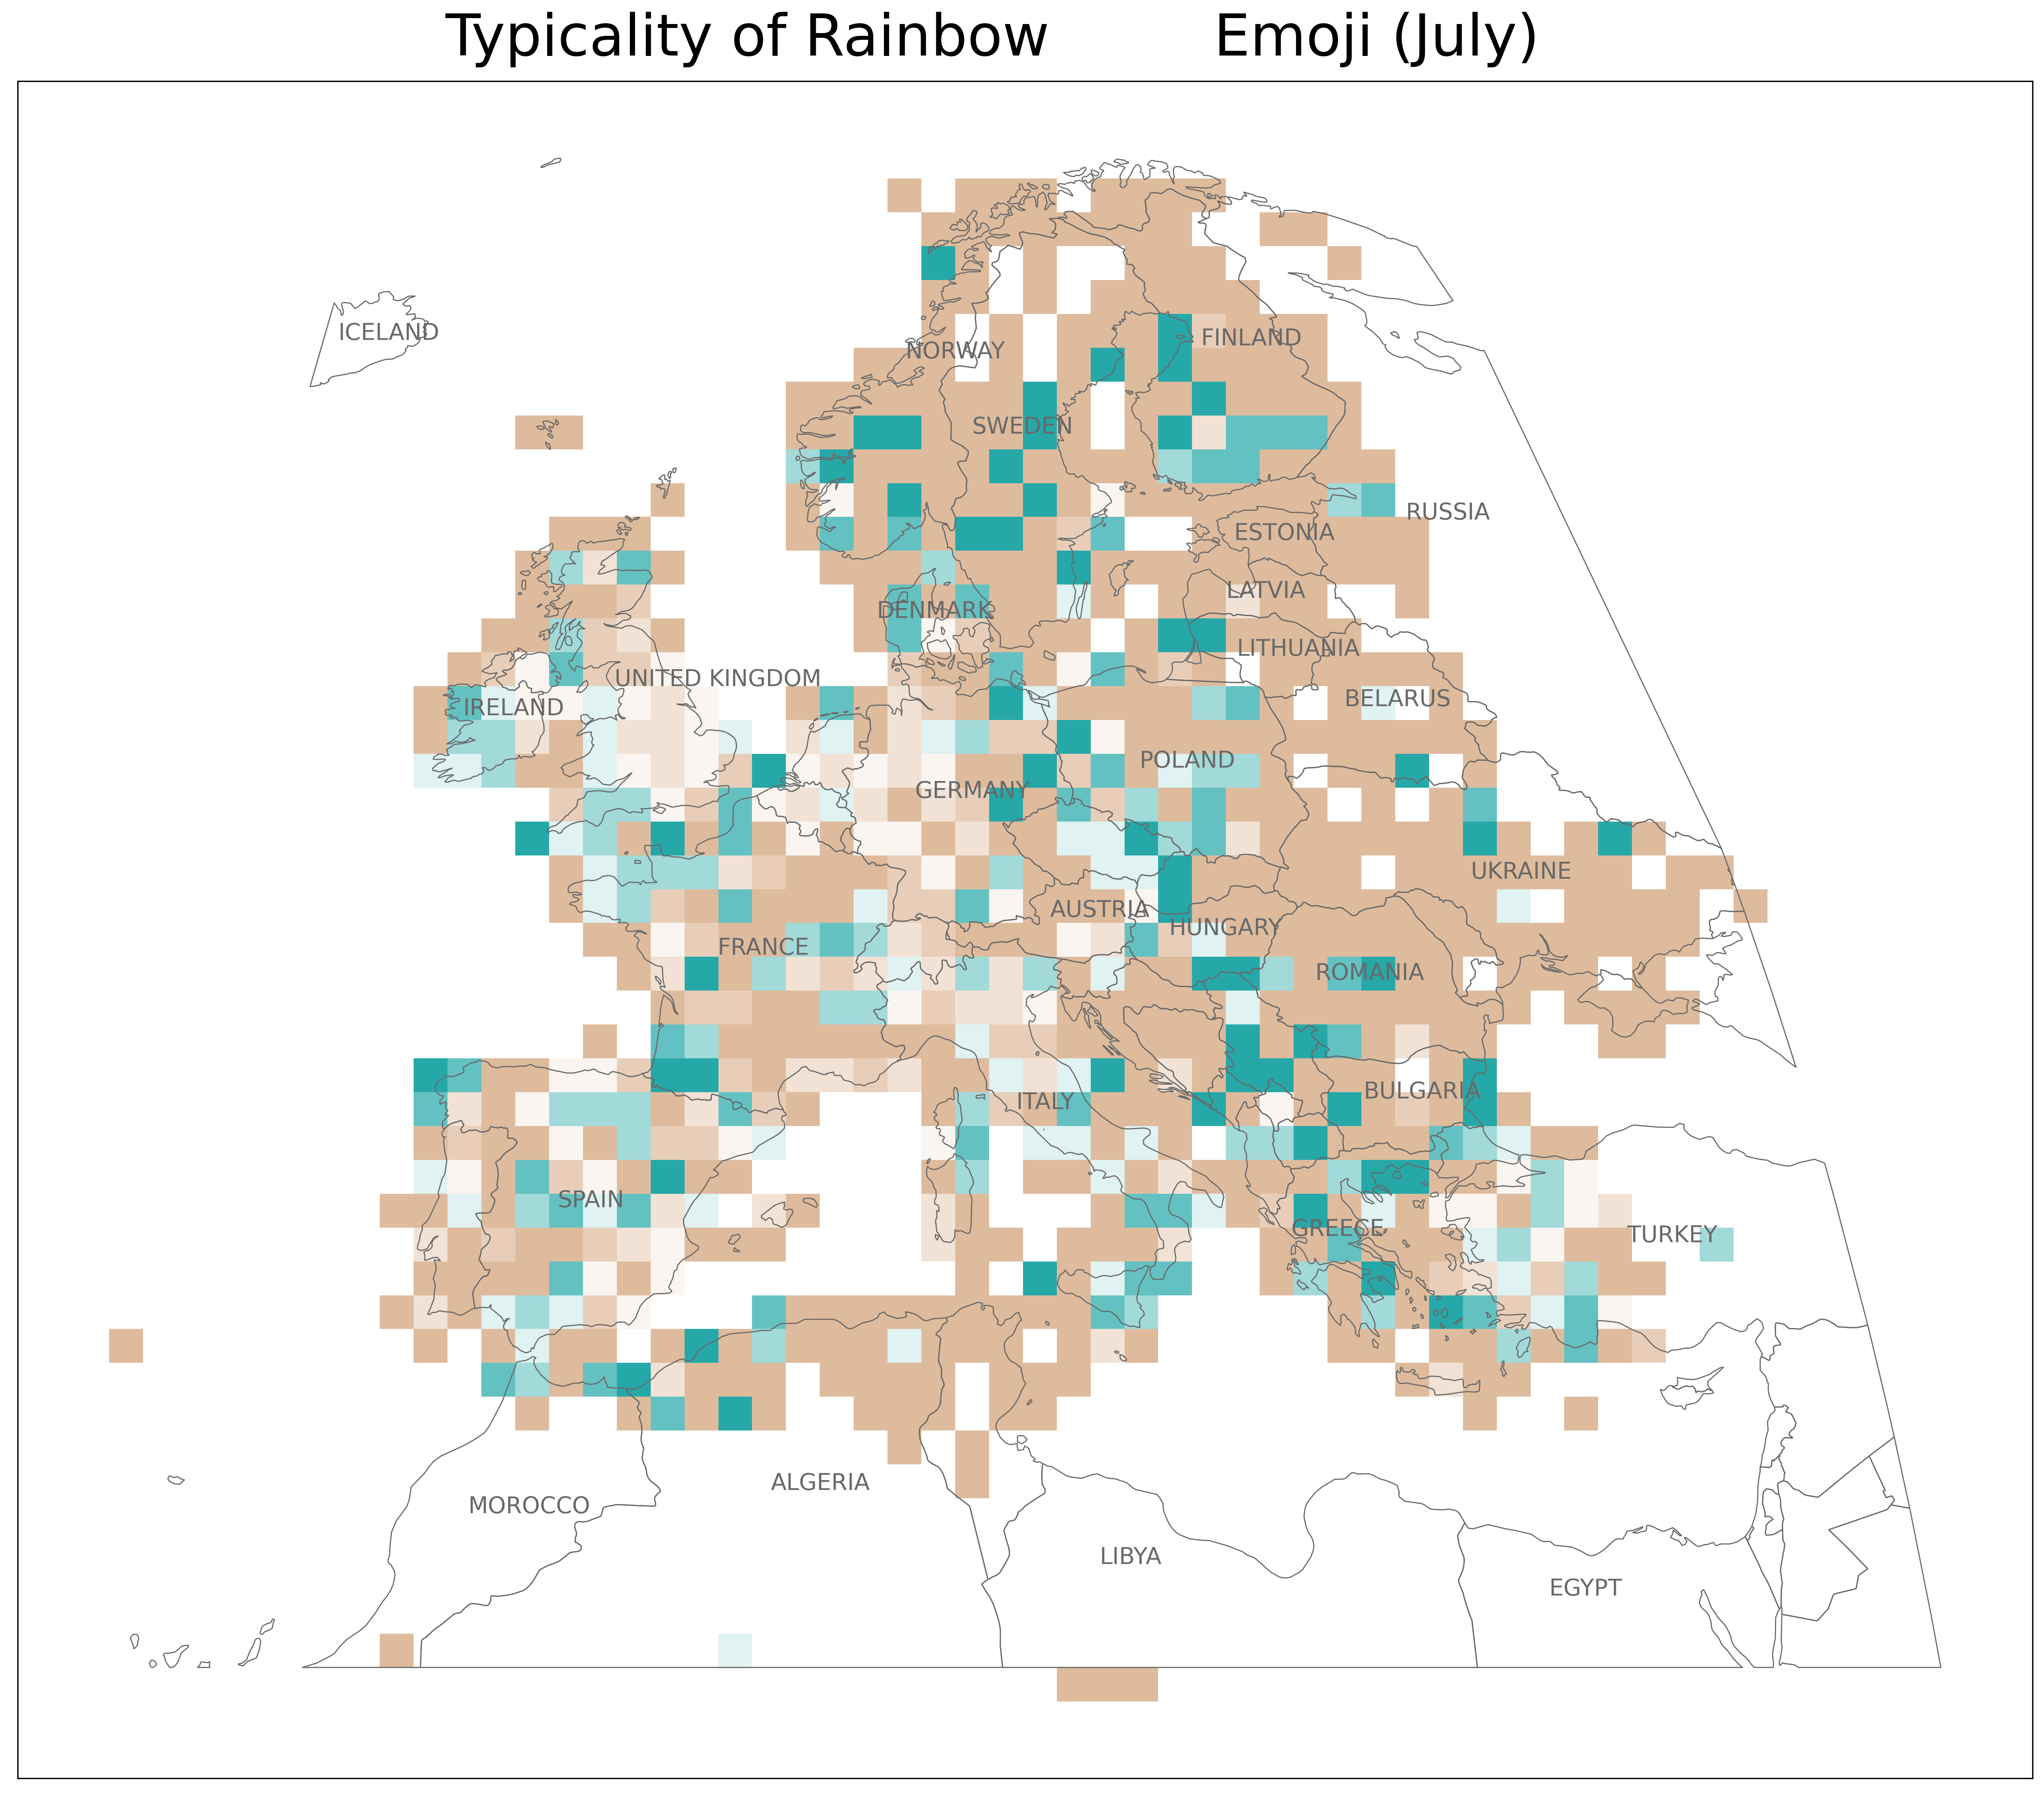 Typicality of Rainbow Emoji (July)
ICELAND
FINLAND
NORWAY
SWEDEN
RUSSIA
ESTONIA
LATVIA
DENMARK
LITHUANIA
UNITED KINGDOM
BELARUS
IRELAND
POLAND
GERMANY
UKRAINE
AUSTRIA
HUNGARY
FRANCE
ROMANIA
BULGARIA
ITALY
SPAIN
GREECE
TURKEY
ALGERIA
MOROCCO
LIBYA
EGYPT